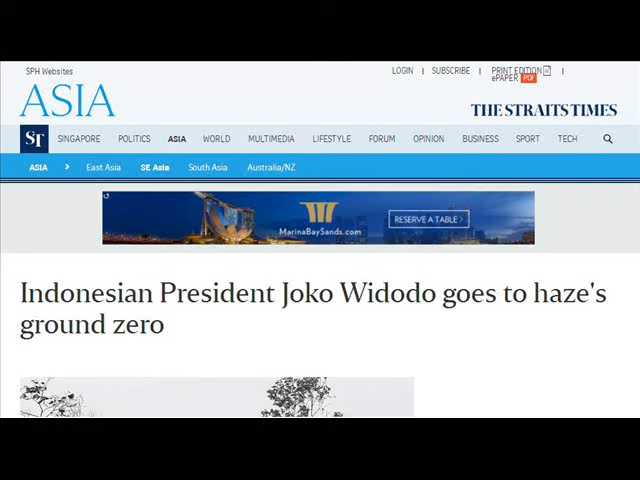 SPH Websites
LOGIN | SUBSCRIBE | PRINT EDITION |
ePAPER PDF
ASIA
THE STRAITS TIMES
ST SINGAPORE POLITICS ASIA WORLD MULTIMEDIA LIFESTYLE FORUM OPINION BUSINESS SPORT TECH
ASIA > East Asia SE Asia South Asia Australia/NZ
MarinaBaySands.com
RESERVE A TABLE >
Indonesian President Joko Widodo goes to haze's
ground zero